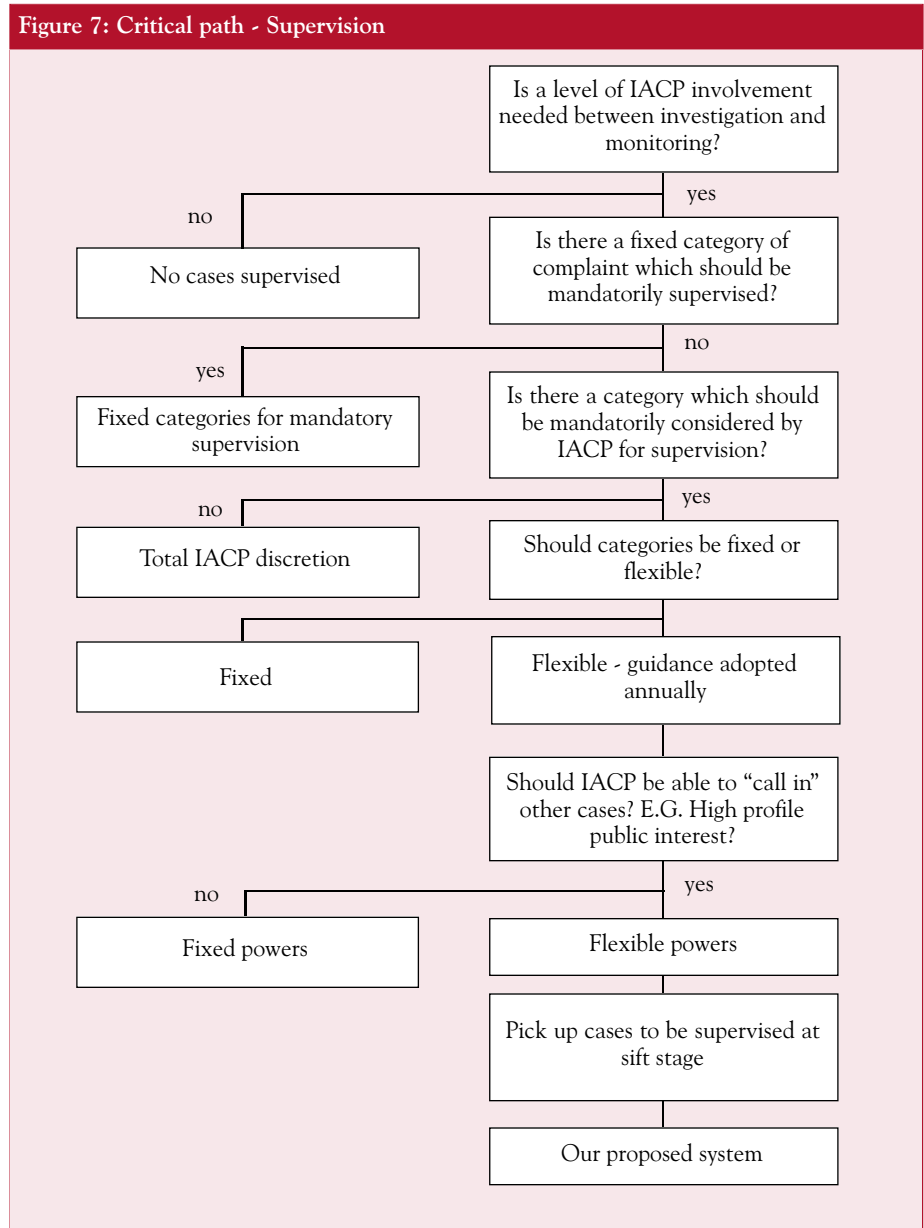 Figure 7: Critical path - Supervision
Is a level of IACP involvement
needed between investigation and
monitoring?
no
yes
No cases supervised
Is there a fixed category of
complaint which should be
mandatorily supervised?
yes
no
Fixed categories for mandatory
supervision
Is there a category which should
be mandatorily considered by
IACP for supervision?
no
yes
Total IACP discretion
Should categories be fixed or
flexible?
Fixed
Flexible - guidance adopted
annually
Should IACP be able to “call in”
other cases? E.G. High profile
public interest?
no
yes
Fixed powers
Flexible powers
Pick up cases to be supervised at
sift stage
Our proposed system